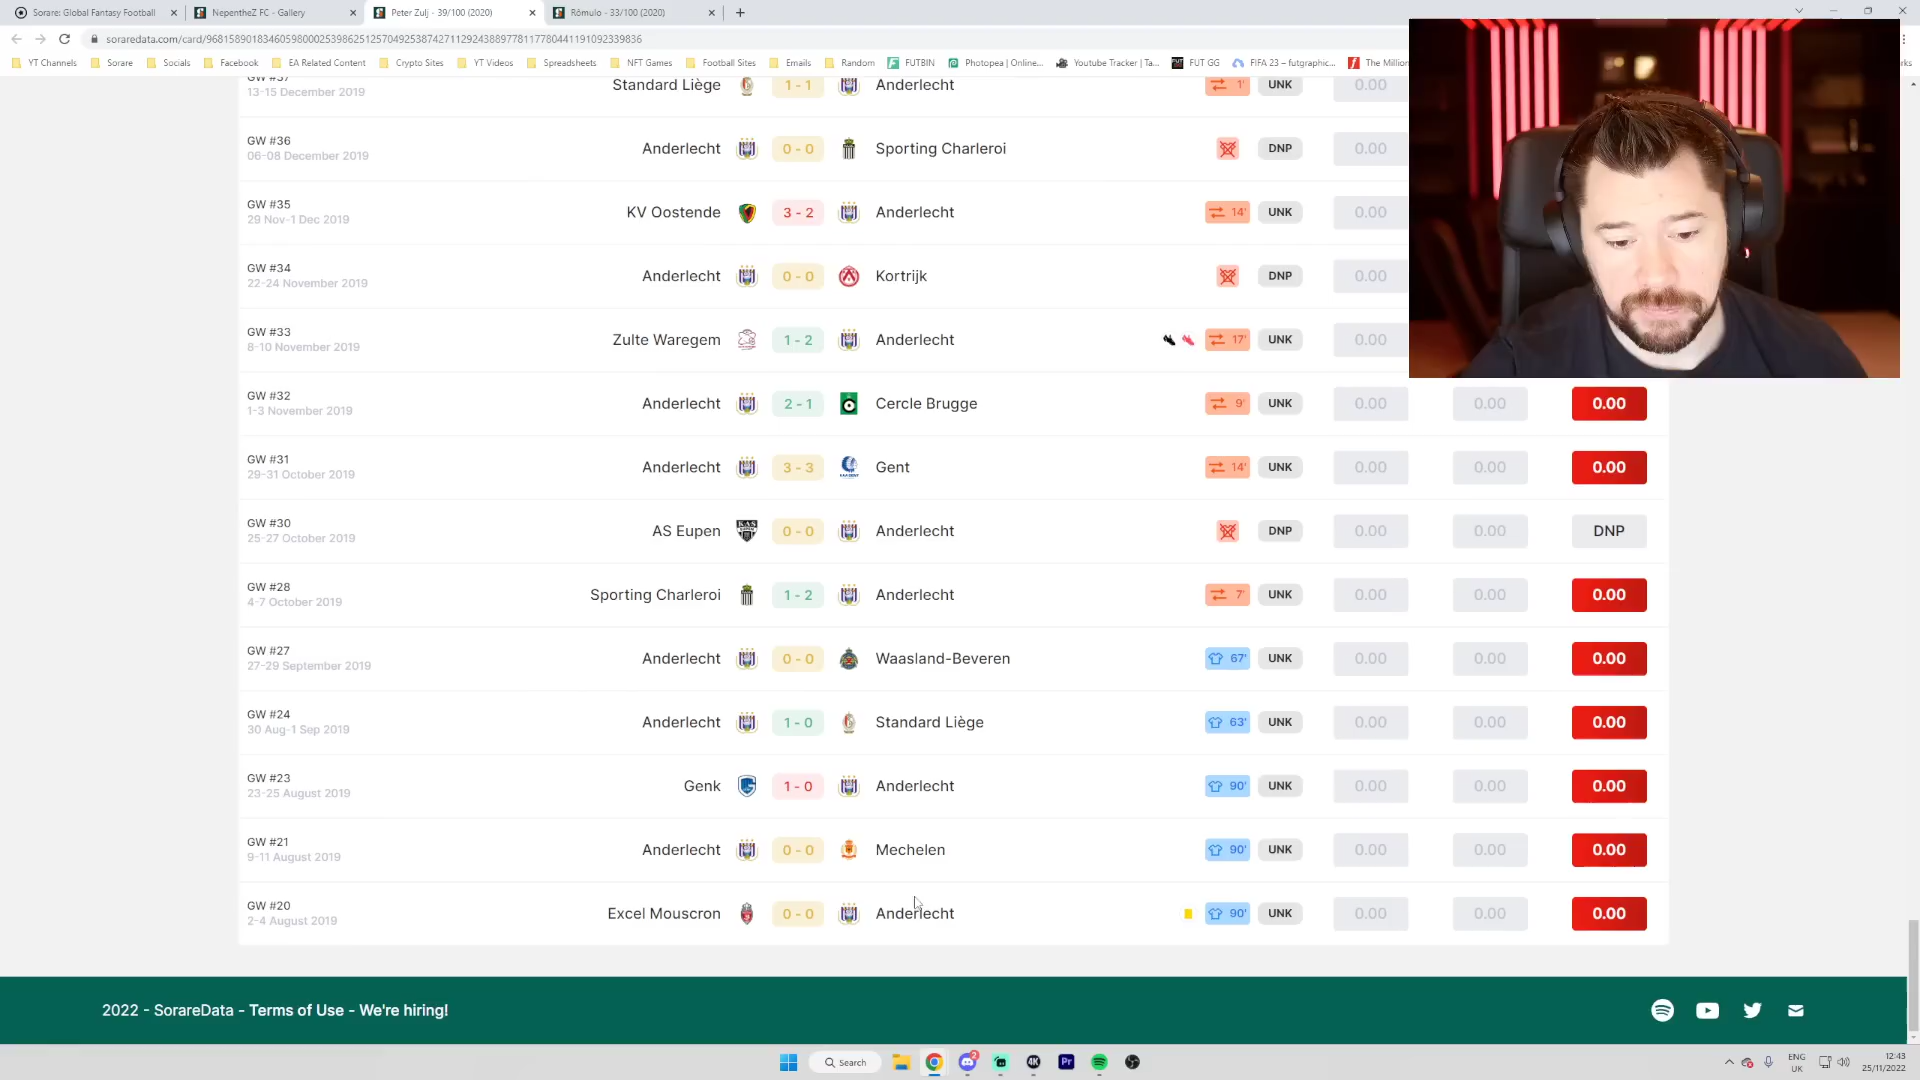 Sorare: Global Fantasy Football
NepentheZ FC - Gallery
Peter Zulj - 39/100 (2020)
Rômulo - 33/100 (2020)
soraredata.com/card/96815890183460598000253986251257049253874271129243889778117780441191092339836
YT Channels
Sorare
Socials
Facebook
EA Related Content
Crypto Sites
YT Videos
Spreadsheets
NFT Games
Football Sites
Emails
Random
FUTBIN
Photopea | Online...
Youtube Tracker | Ta...
FUT GG
FIFA 23 – futgraphic...
The Million
13-15 December 2019
Standard Liège 1 - 1 Anderlecht 1' UNK 0.00
GW #36
06-08 December 2019
Anderlecht 0 - 0 Sporting Charleroi DNP 0.00
GW #35
29 Nov-1 Dec 2019
KV Oostende 3 - 2 Anderlecht 14' UNK 0.00
GW #34
22-24 November 2019
Anderlecht 0 - 0 Kortrijk DNP 0.00
GW #33
8-10 November 2019
Zulte Waregem 1 - 2 Anderlecht 17' UNK 0.00
GW #32
1-3 November 2019
Anderlecht 2 - 1 Cercle Brugge 9' UNK 0.00 0.00 0.00
GW #31
29-31 October 2019
Anderlecht 3 - 3 Gent 14' UNK 0.00 0.00 0.00
GW #30
25-27 October 2019
AS Eupen 0 - 0 Anderlecht DNP 0.00 0.00 DNP
GW #28
4-7 October 2019
Sporting Charleroi 1 - 2 Anderlecht 7' UNK 0.00 0.00 0.00
GW #27
27-29 September 2019
Anderlecht 0 - 0 Waasland-Beveren 67' UNK 0.00 0.00 0.00
GW #24
30 Aug-1 Sep 2019
Anderlecht 1 - 0 Standard Liège 63' UNK 0.00 0.00 0.00
GW #23
23-25 August 2019
Genk 1 - 0 Anderlecht 90' UNK 0.00 0.00 0.00
GW #21
9-11 August 2019
Anderlecht 0 - 0 Mechelen 90' UNK 0.00 0.00 0.00
GW #20
2-4 August 2019
Excel Mouscron 0 - 0 Anderlecht 90' UNK 0.00 0.00 0.00
2022 - SorareData - Terms of Use - We're hiring!
Search
2
4K
Pr
ENG
UK
12:43
25/11/2022